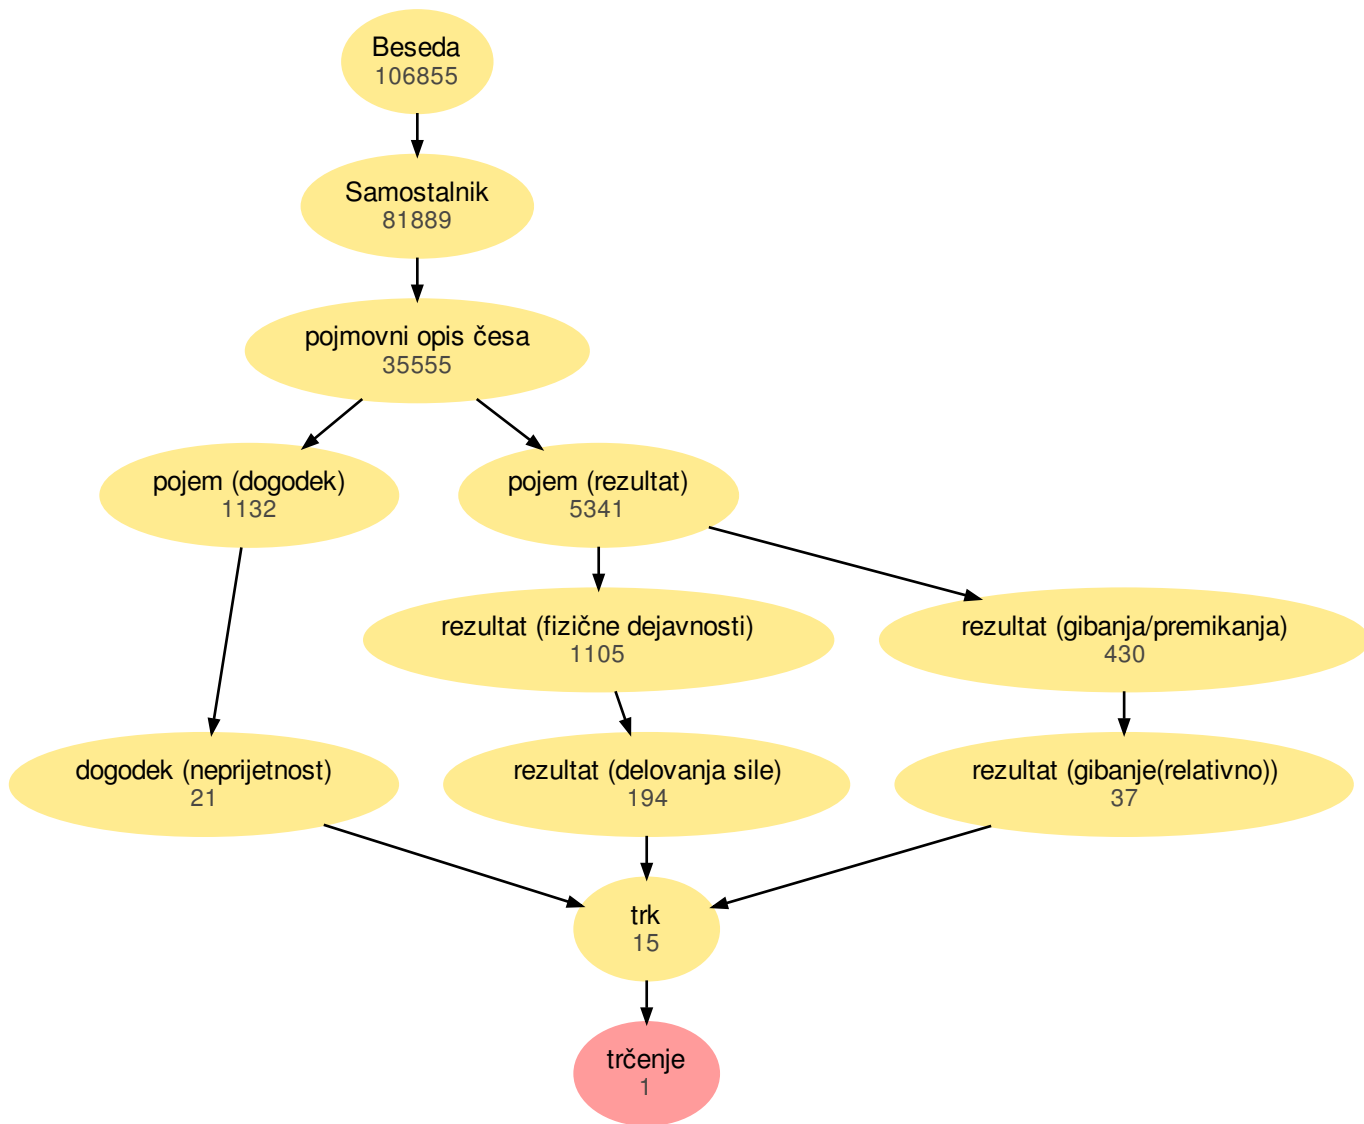 Beseda
106855
Samostalnik
81889
pojmovni opis česa
35555
pojem (dogodek)
1132
pojem (rezultat)
5341
rezultat (fizične dejavnosti)
1105
rezultat (gibanja/premikanja)
430
dogodek (neprijetnost)
21
rezultat (delovanja sile)
194
rezultat (gibanje(relativno))
37
trk
15
trčenje
1